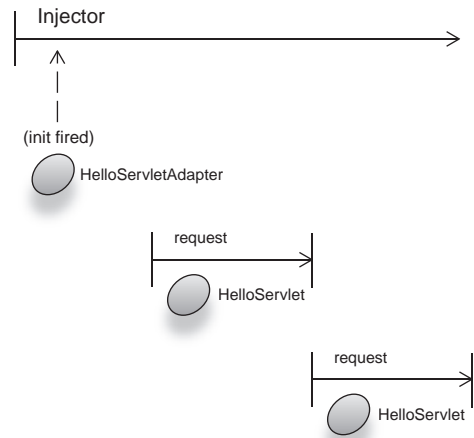 Injector
(init fired)
HelloServletAdapter
request
HelloServlet
request
HelloServlet